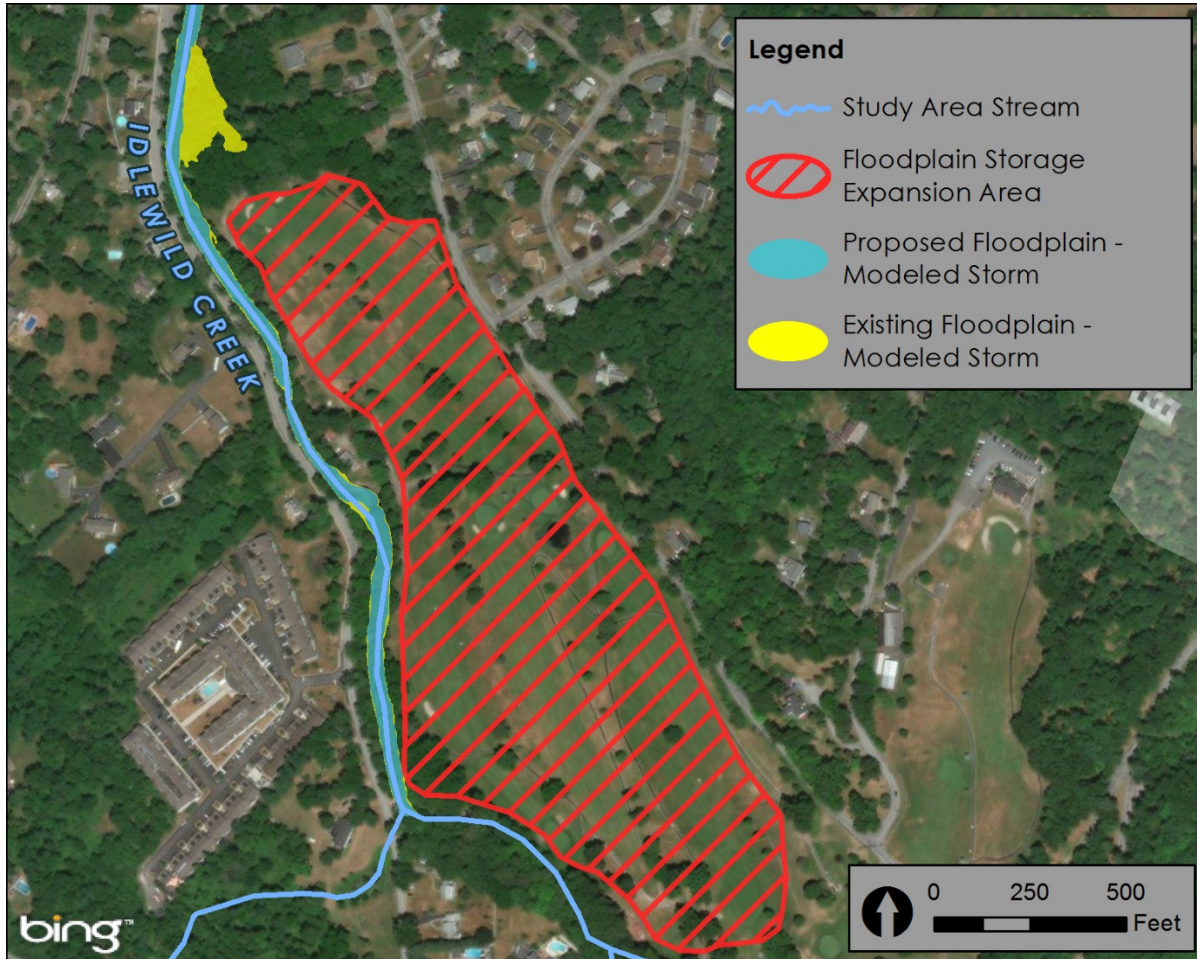 Legend
Study Area Stream
Floodplain Storage
Expansion Area
Proposed Floodplain -
Modeled Storm
Existing Floodplain -
Modeled Storm
IDLEWILD CREEK
0 250 500
Feet
bing™